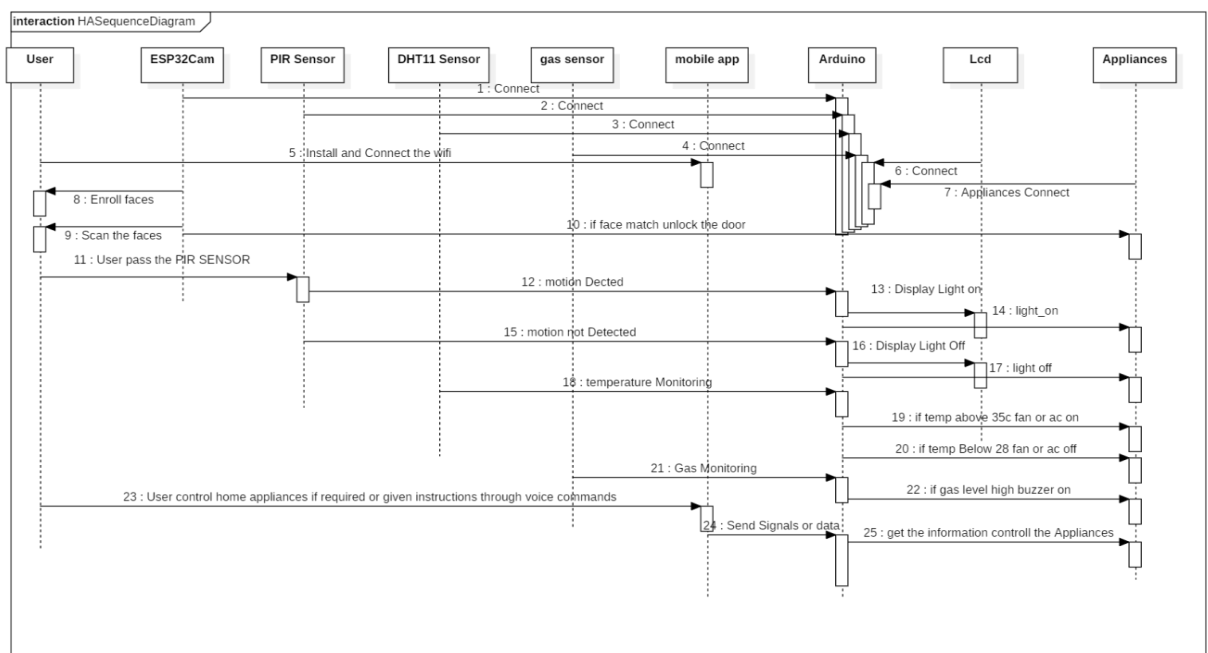 interaction HASequenceDiagram
User
ESP32Cam
PIR Sensor
DHT11 Sensor
gas sensor
mobile app
Arduino
Lcd
Appliances
1 : Connect
2 : Connect
3 : Connect
4 : Connect
5 : Install and Connect the wifi
6 : Connect
7 : Appliances Connect
8 : Enroll faces
9 : Scan the faces
10 : if face match unlock the door
11 : User pass the PIR SENSOR
12 : motion Dected
13 : Display Light on
14 : light_on
15 : motion not Detected
16 : Display Light Off
17 : light off
18 : temperature Monitoring
19 : if temp above 35c fan or ac on
20 : if temp Below 28 fan or ac off
21 : Gas Monitoring
22 : if gas level high buzzer on
23 : User control home appliances if required or given instructions through voice commands
24 : Send Signals or data
25 : get the information controll the Appliances